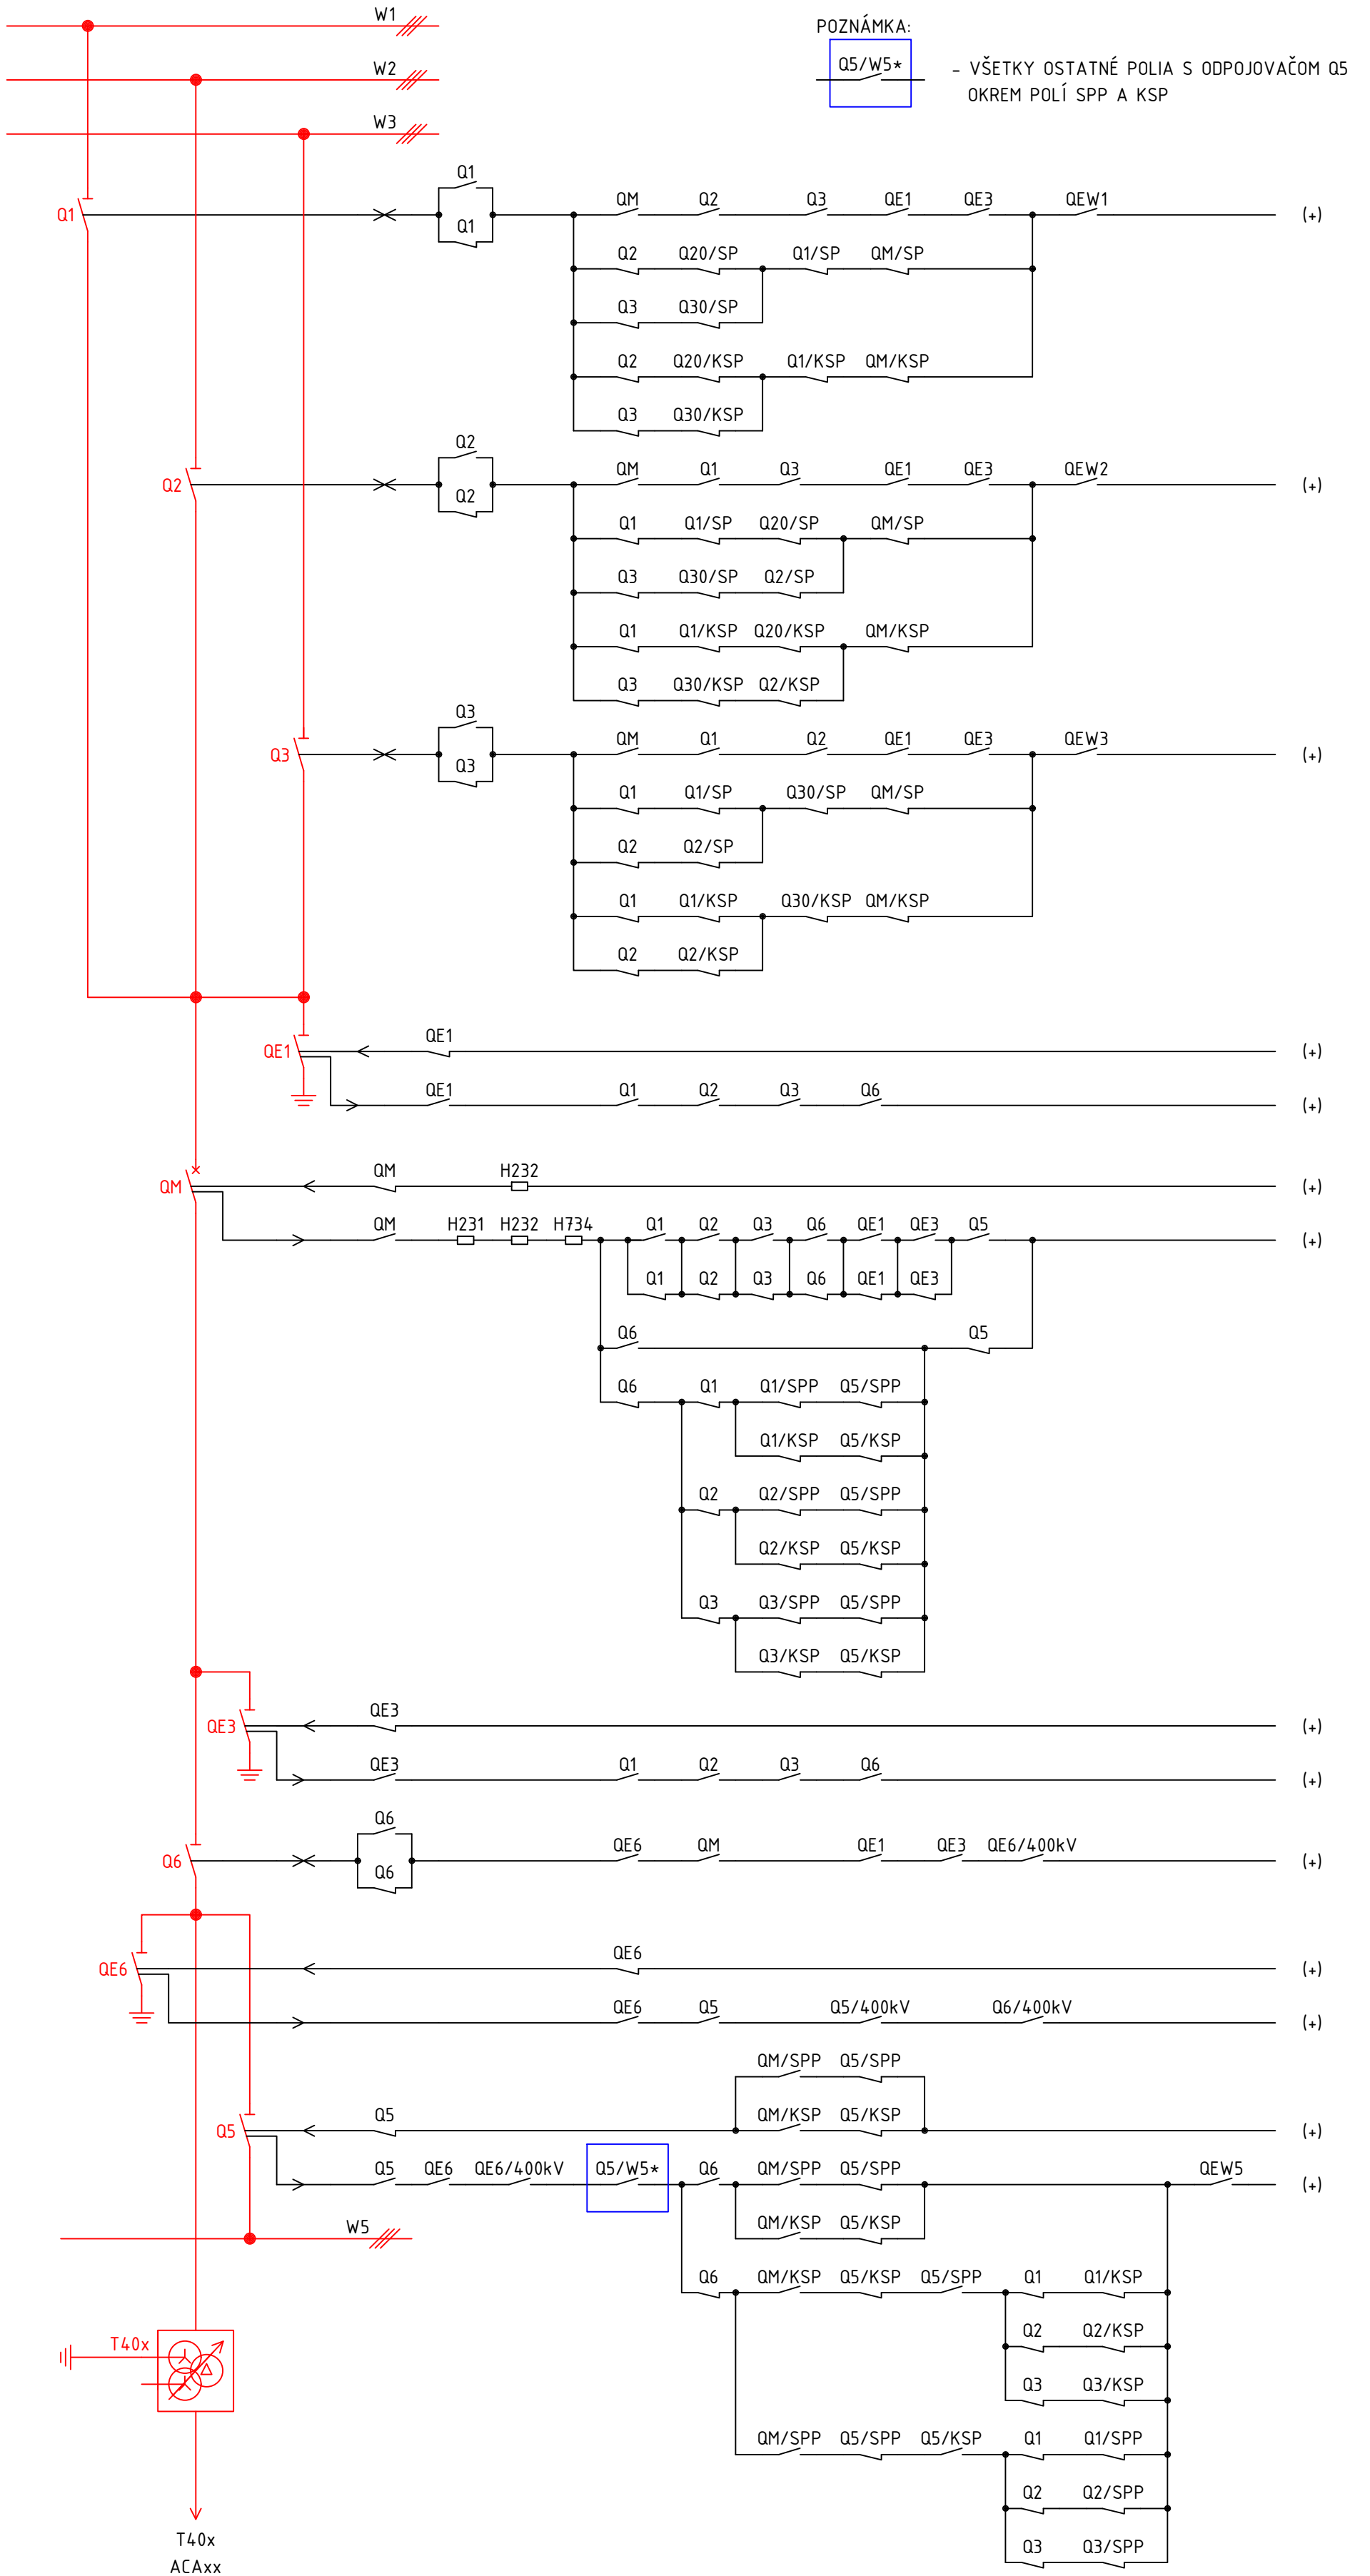 W1
POZNÁMKA:
W2
Q5/W5*
- VŠETKY OSTATNÉ POLIA S ODPOJOVAČOM Q5
OKREM POLÍ SPP A KSP
W3
Q1
Q1 Q1 QM Q2 Q3 QE1 QE3 QEW1 (+)
Q2 Q20/SP Q1/SP QM/SP
Q3 Q30/SP
Q2 Q20/KSP Q1/KSP QM/KSP
Q3 Q30/KSP
Q2
Q2 Q2 QM Q1 Q3 QE1 QE3 QEW2 (+)
Q1 Q1/SP Q20/SP QM/SP
Q3 Q30/SP Q2/SP
Q1 Q1/KSP Q20/KSP QM/KSP
Q3 Q30/KSP Q2/KSP
Q3
Q3 Q3 QM Q1 Q2 QE1 QE3 QEW3 (+)
Q1 Q1/SP Q30/SP QM/SP
Q2 Q2/SP
Q1 Q1/KSP Q30/KSP QM/KSP
Q2 Q2/KSP
QE1 QE1 (+)
QE1 Q1 Q2 Q3 Q6 (+)
QM QM H232 (+)
QM H231 H232 H734 Q1 Q2 Q3 Q6 QE1 QE3 Q5 (+)
Q1 Q2 Q3 Q6 QE1 QE3
Q6 Q5
Q6 Q1 Q1/SPP Q5/SPP
Q1/KSP Q5/KSP
Q2 Q2/SPP Q5/SPP
Q2/KSP Q5/KSP
Q3 Q3/SPP Q5/SPP
Q3/KSP Q5/KSP
QE3 QE3 (+)
QE3 Q1 Q2 Q3 Q6 (+)
Q6
Q6 Q6 QE6 QM QE1 QE3 QE6/400kV (+)
QE6 QE6 (+)
QE6 Q5 Q5/400kV Q6/400kV (+)
QM/SPP Q5/SPP
Q5 Q5 QM/KSP Q5/KSP (+)
Q5 QE6 QE6/400kV Q5/W5* Q6 QM/SPP Q5/SPP QEW5 (+)
W5 QM/KSP Q5/KSP
Q6 QM/KSP Q5/KSP Q5/SPP Q1 Q1/KSP
T40x Q2 Q2/KSP
Q3 Q3/KSP
QM/SPP Q5/SPP Q5/KSP Q1 Q1/SPP
Q2 Q2/SPP
T40x Q3 Q3/SPP
ACAxx